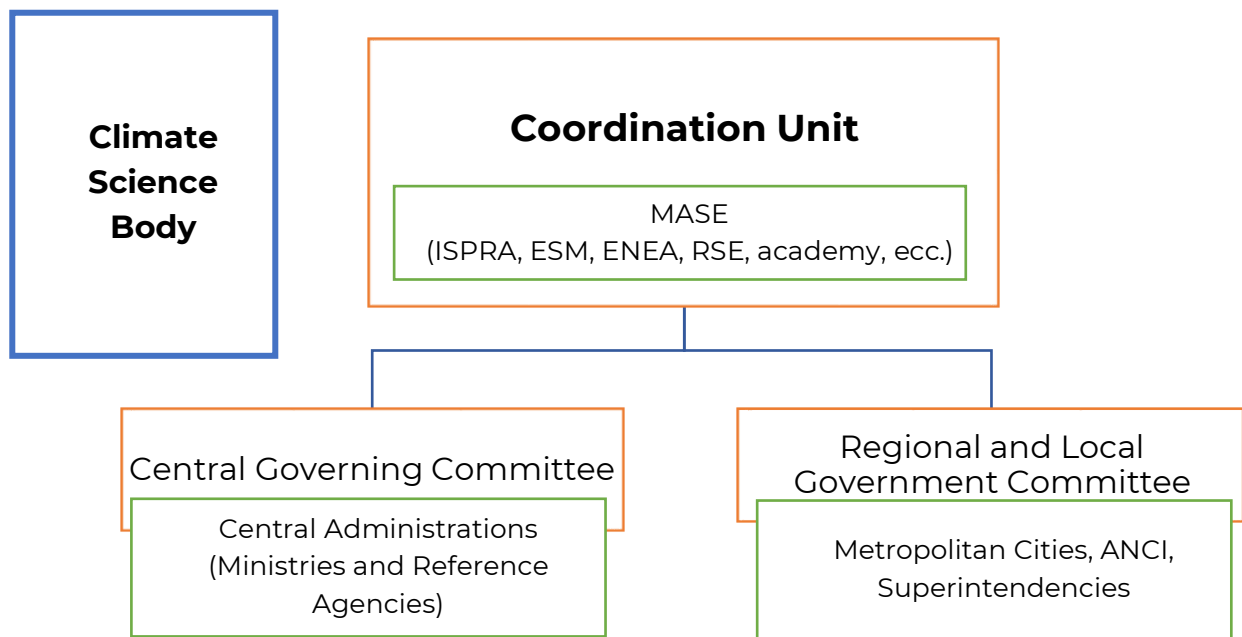 Climate
Science
Body
Coordination Unit
MASE
(ISPRA, ESM, ENEA, RSE, academy, ecc.)
Central Governing Committee
Central Administrations
(Ministries and Reference
Agencies)
Regional and Local
Government Committee
Metropolitan Cities, ANCI,
Superintendencies